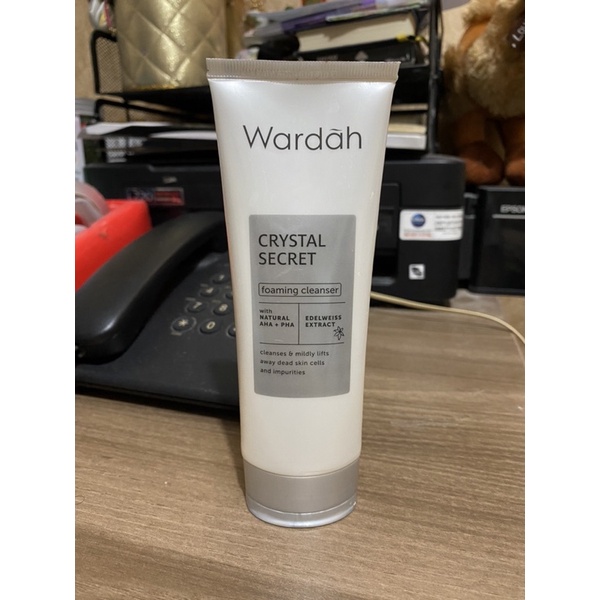 Wardah
CRYSTAL
SECRET
foaming cleanser
with
NATURAL
AHA + PHA
EDELWEISS
EXTRACT
cleanses & mildly lifts
away dead skin cells
and impurities
EPSON